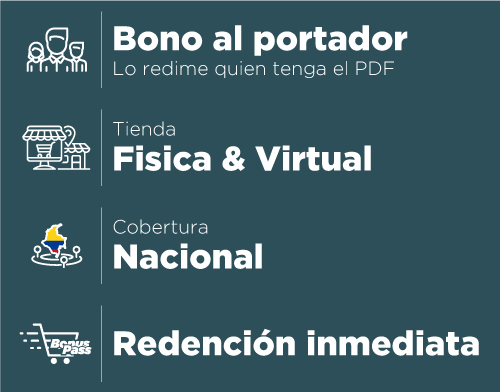 Bono al portador
Lo redime quien tenga el PDF
Tienda
Fisica & Virtual
Cobertura
Nacional
Bonus
Pass
Redención inmediata